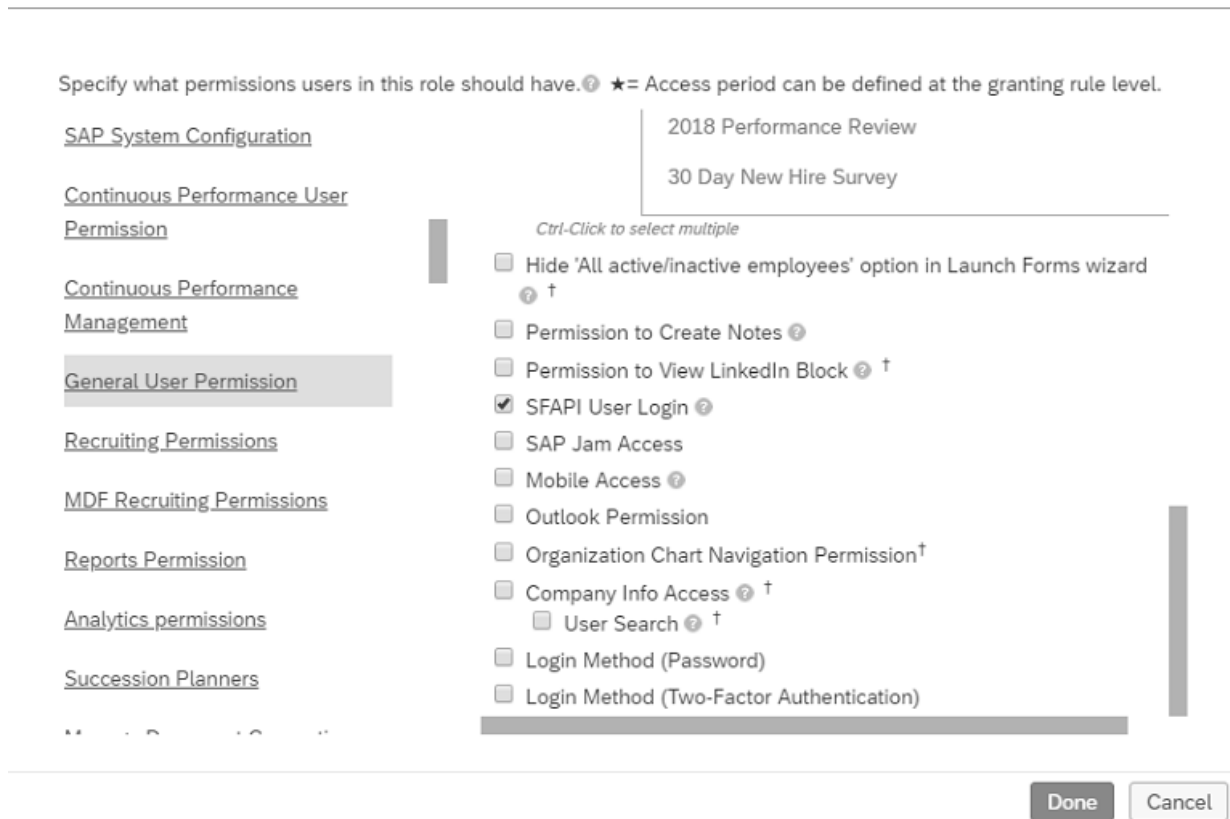 Specify what permissions users in this role should have. ★= Access period can be defined at the granting rule level.
SAP System Configuration
Continuous Performance User
Permission
Continuous Performance
Management
General User Permission
Recruiting Permissions
MDF Recruiting Permissions
Reports Permission
Analytics permissions
Succession Planners
2018 Performance Review
30 Day New Hire Survey
Ctrl-Click to select multiple
Hide 'All active/inactive employees' option in Launch Forms wizard
†
Permission to Create Notes
Permission to View LinkedIn Block †
SFAPI User Login
SAP Jam Access
Mobile Access
Outlook Permission
Organization Chart Navigation Permission†
Company Info Access †
User Search †
Login Method (Password)
Login Method (Two-Factor Authentication)
Done Cancel